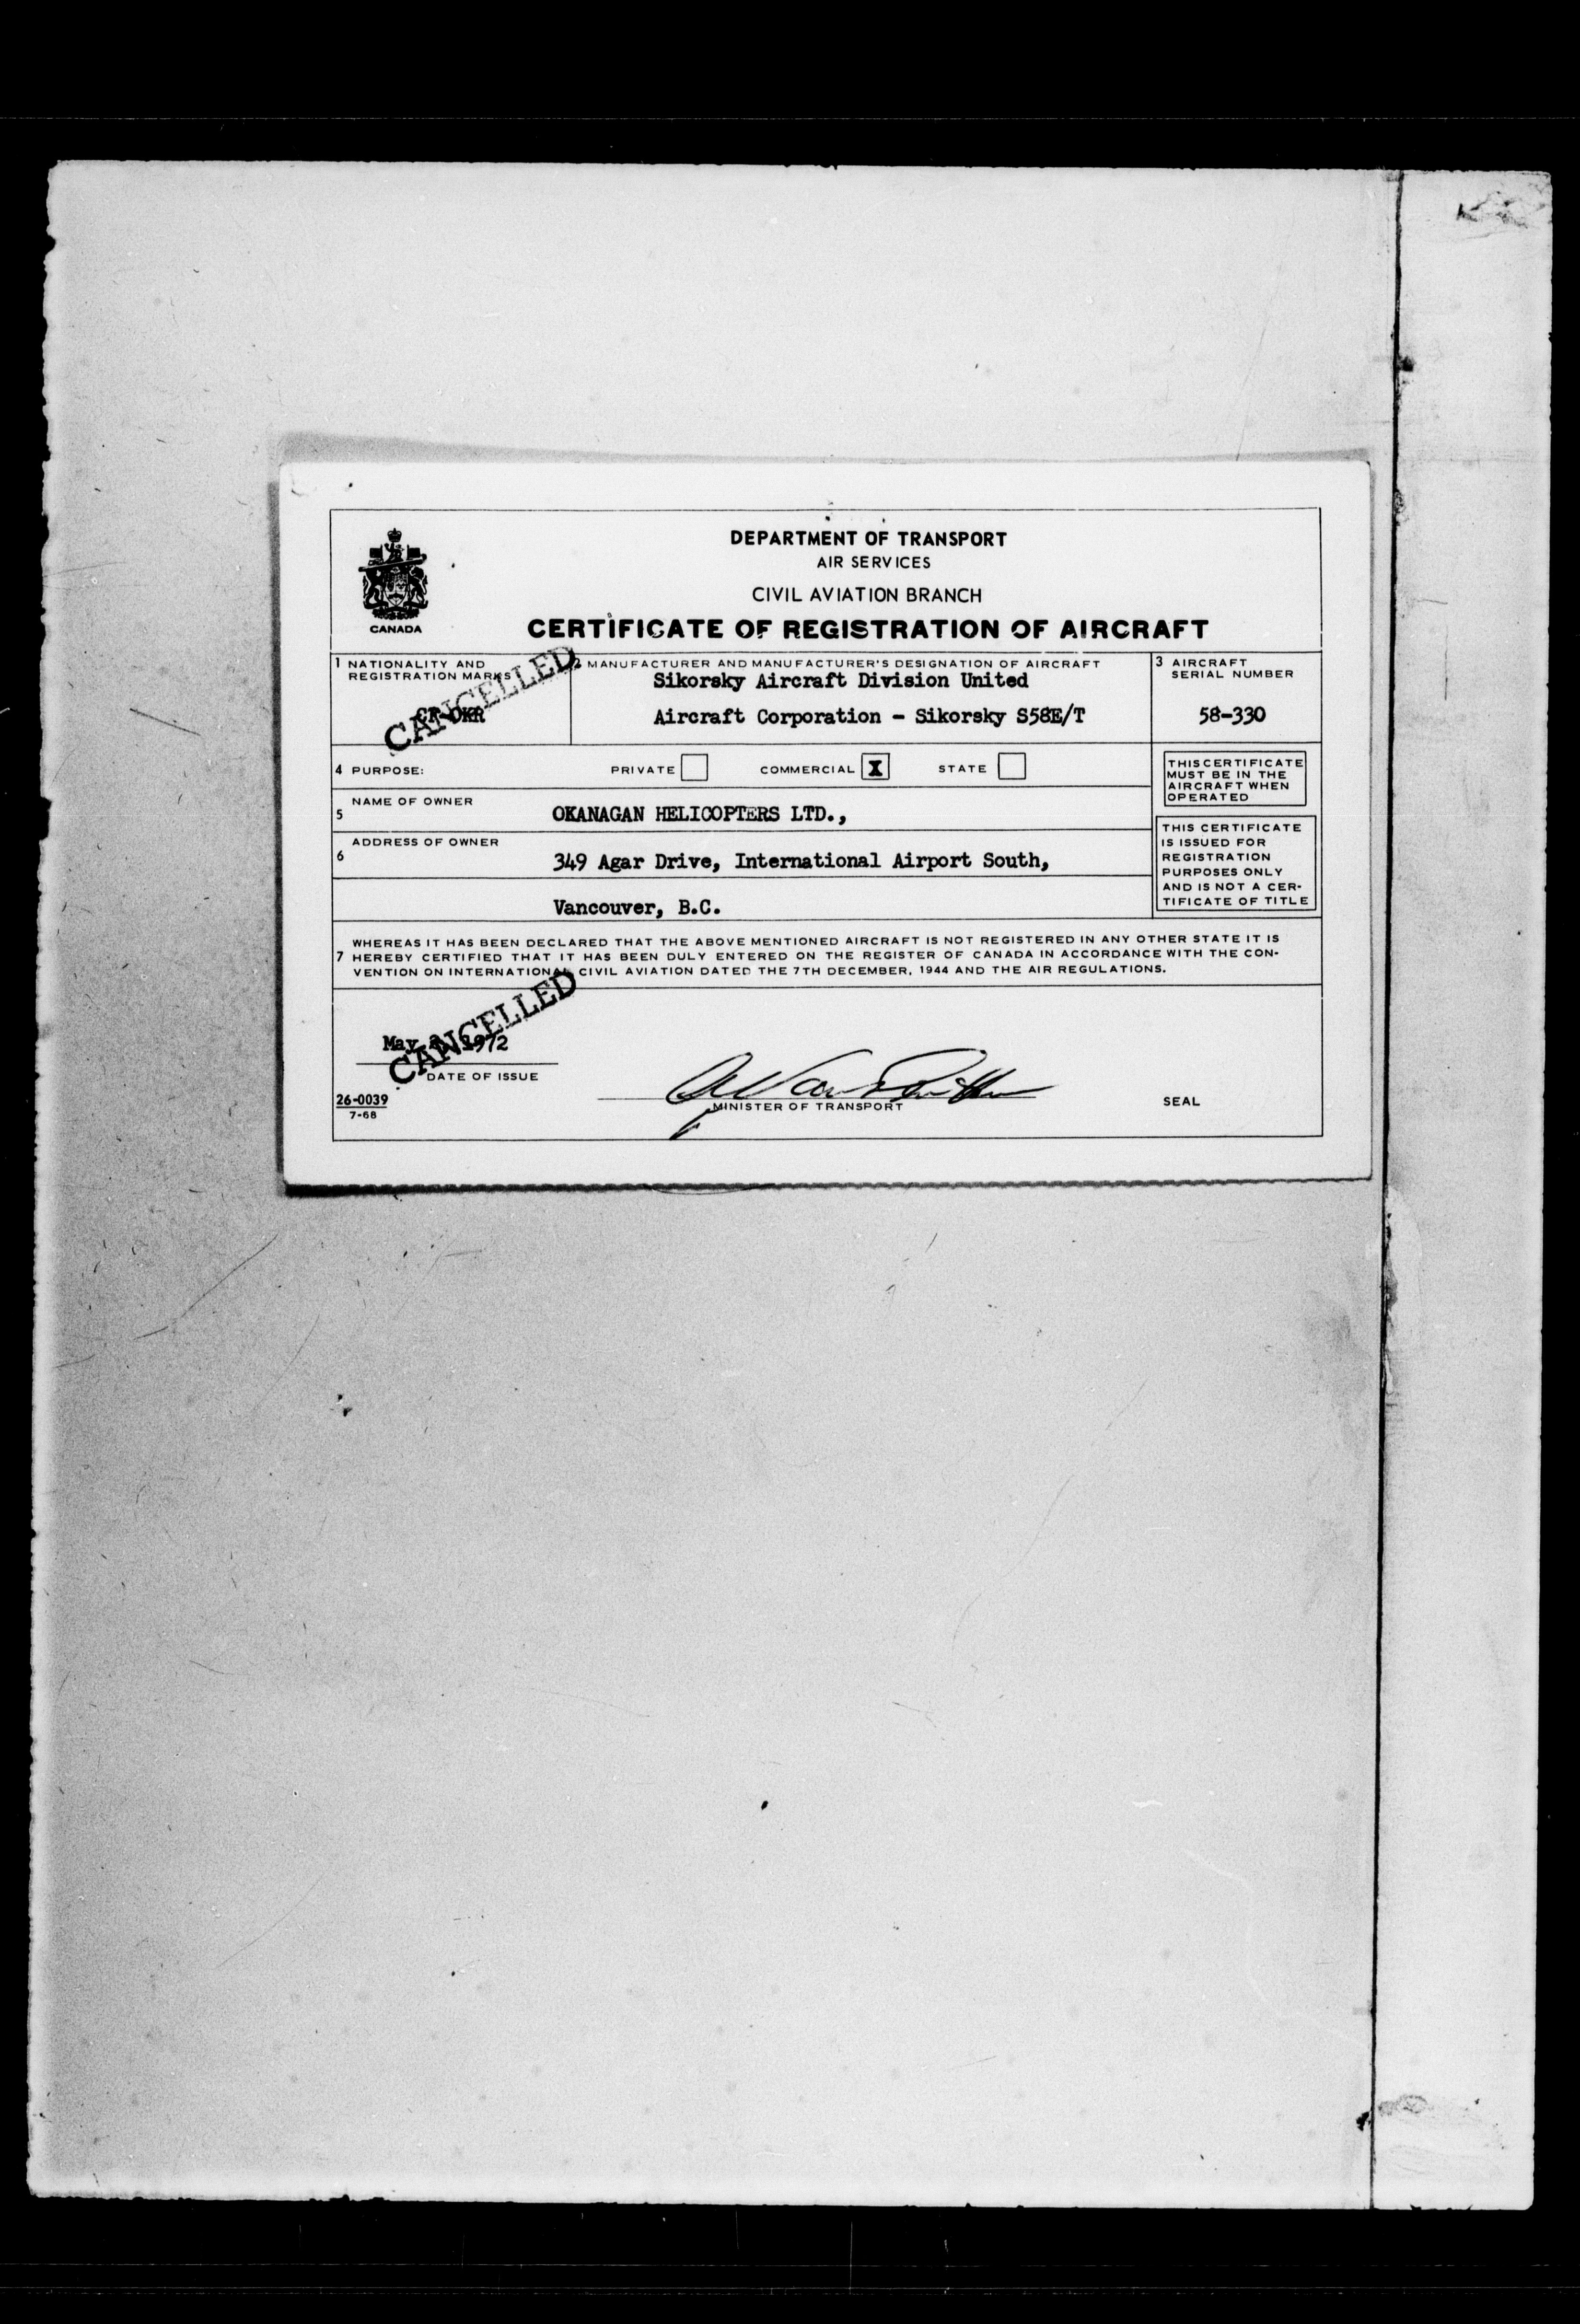 DEPARTMENT OF TRANSPORT
AIR SERVICES
CIVIL AVIATION BRANCH
CANADA
CERTIFICATE OF REGISTRATION OF AIRCRAFT
1 NATIONALITY AND
REGISTRATION MARKS
CANCELLED
2 MANUFACTURER AND MANUFACTURER'S DESIGNATION OF AIRCRAFT
Sikorsky Aircraft Division United
Aircraft Corporation - Sikorsky S58E/T
3 AIRCRAFT
SERIAL NUMBER
58-330
4 PURPOSE: PRIVATE COMMERCIAL X STATE
THIS CERTIFICATE
MUST BE IN THE
AIRCRAFT WHEN
OPERATED
5 NAME OF OWNER
OKANAGAN HELICOPTERS LTD.,
6 ADDRESS OF OWNER
349 Agar Drive, International Airport South,
Vancouver, B.C.
THIS CERTIFICATE
IS ISSUED FOR
REGISTRATION
PURPOSES ONLY
AND IS NOT A CER-
TIFICATE OF TITLE
7 WHEREAS IT HAS BEEN DECLARED THAT THE ABOVE MENTIONED AIRCRAFT IS NOT REGISTERED IN ANY OTHER STATE IT IS
HEREBY CERTIFIED THAT IT HAS BEEN DULY ENTERED ON THE REGISTER OF CANADA IN ACCORDANCE WITH THE CON-
VENTION ON INTERNATIONAL CIVIL AVIATION DATED THE 7TH DECEMBER, 1944 AND THE AIR REGULATIONS.
CANCELLED
May 1972
DATE OF ISSUE
26-0039
7-68
MINISTER OF TRANSPORT
SEAL